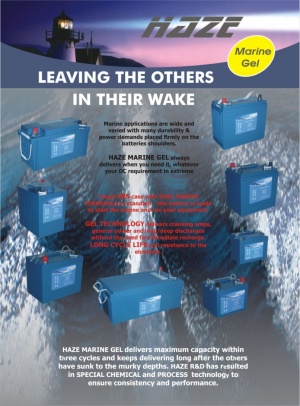 HAZE
Marine
Gel
LEAVING THE OTHERS
IN THEIR WAKE
Marine applications are wide and
varied with many durability &
power demands placed firmly on the
batteries shoulders.
HAZE MARINE GEL always
delivers when you need it, whatever
your DC requirement in extreme
GEL TECHNOLOGY
LONG CYCLE LIFE
HAZE MARINE GEL delivers maximum capacity within
three cycles and keeps delivering long after the others
have sunk to the murky depths. HAZE R&D has resulted
in SPECIAL CHEMICAL and PROCESS technology to
ensure consistency and performance.